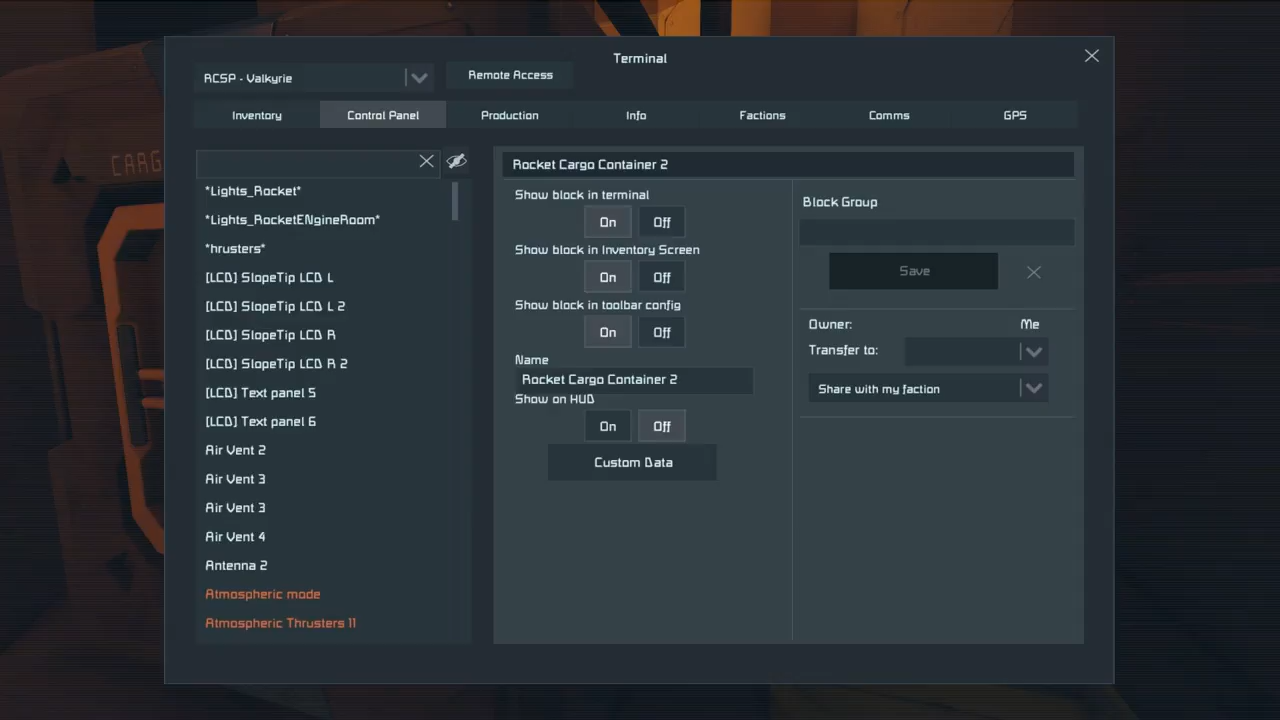 Terminal
RCSP - Valkyrie
Remote Access
Inventory
Control Panel
Production
Info
Factions
Comms
GPS
CARG
*Lights_Rocket*
*Lights_RocketENgineRoom*
*hrusters*
[LCD] SlopeTip LCD L
[LCD] SlopeTip LCD L 2
[LCD] SlopeTip LCD R
[LCD] SlopeTip LCD R 2
[LCD] Text panel 5
[LCD] Text panel 6
Air Vent 2
Air Vent 3
Air Vent 3
Air Vent 4
Antenna 2
Atmospheric mode
Atmospheric Thrusters 11
Rocket Cargo Container 2
Show block in terminal
On Off
Show block in Inventory Screen
On Off
Show block in toolbar config
On Off
Name
Rocket Cargo Container 2
Show on HUD
On Off
Custom Data
Block Group
Save
Owner: Me
Transfer to:
Share with my faction